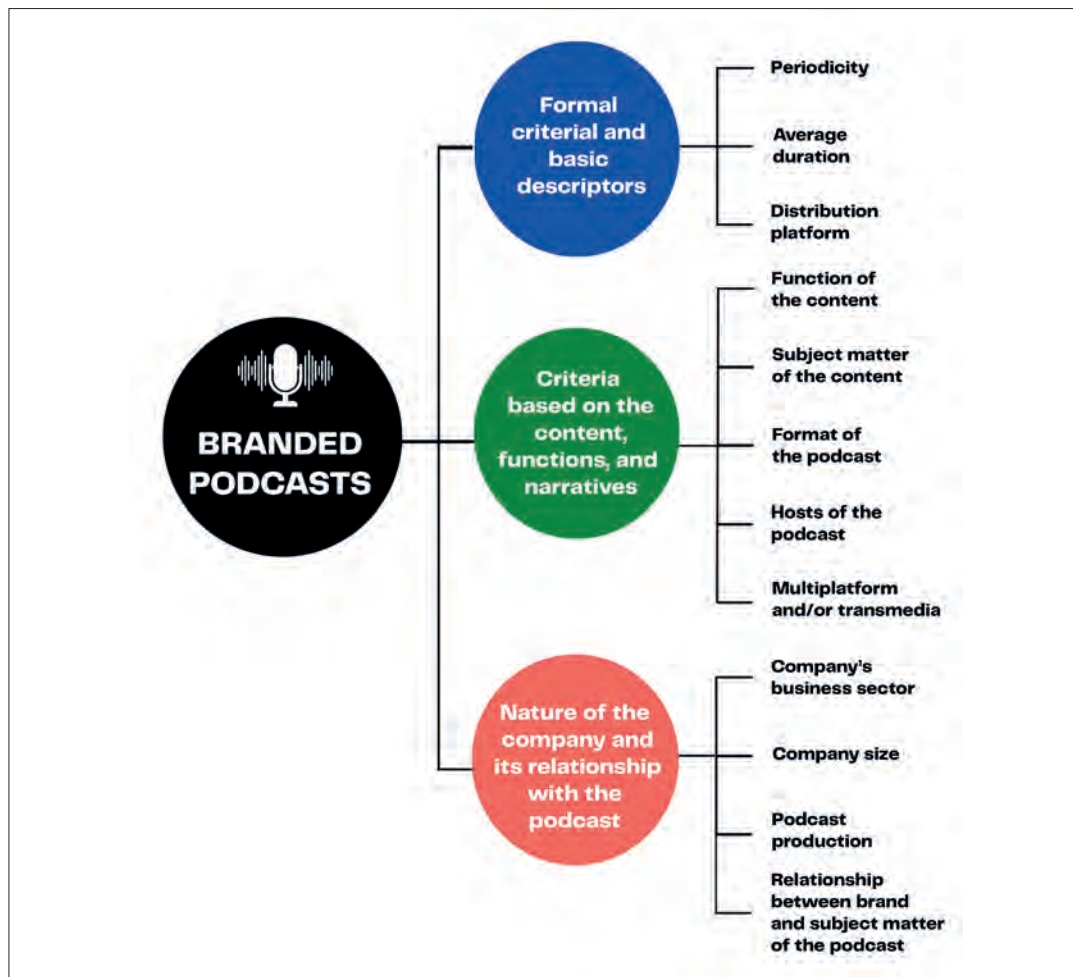 BRANDED
PODCASTS
Formal
criterial and
basic
descriptors
Periodicity
Average
duration
Distribution
platform
Criteria
based on the
content,
functions, and
narratives
Function of
the content
Subject matter
of the content
Format of
the podcast
Hosts of the
podcast
Multiplatform
and/or transmedia
Nature of the
company and
its relationship
with the
podcast
Company's
business sector
Company size
Podcast
production
Relationship
between brand
and subject matter
of the podcast